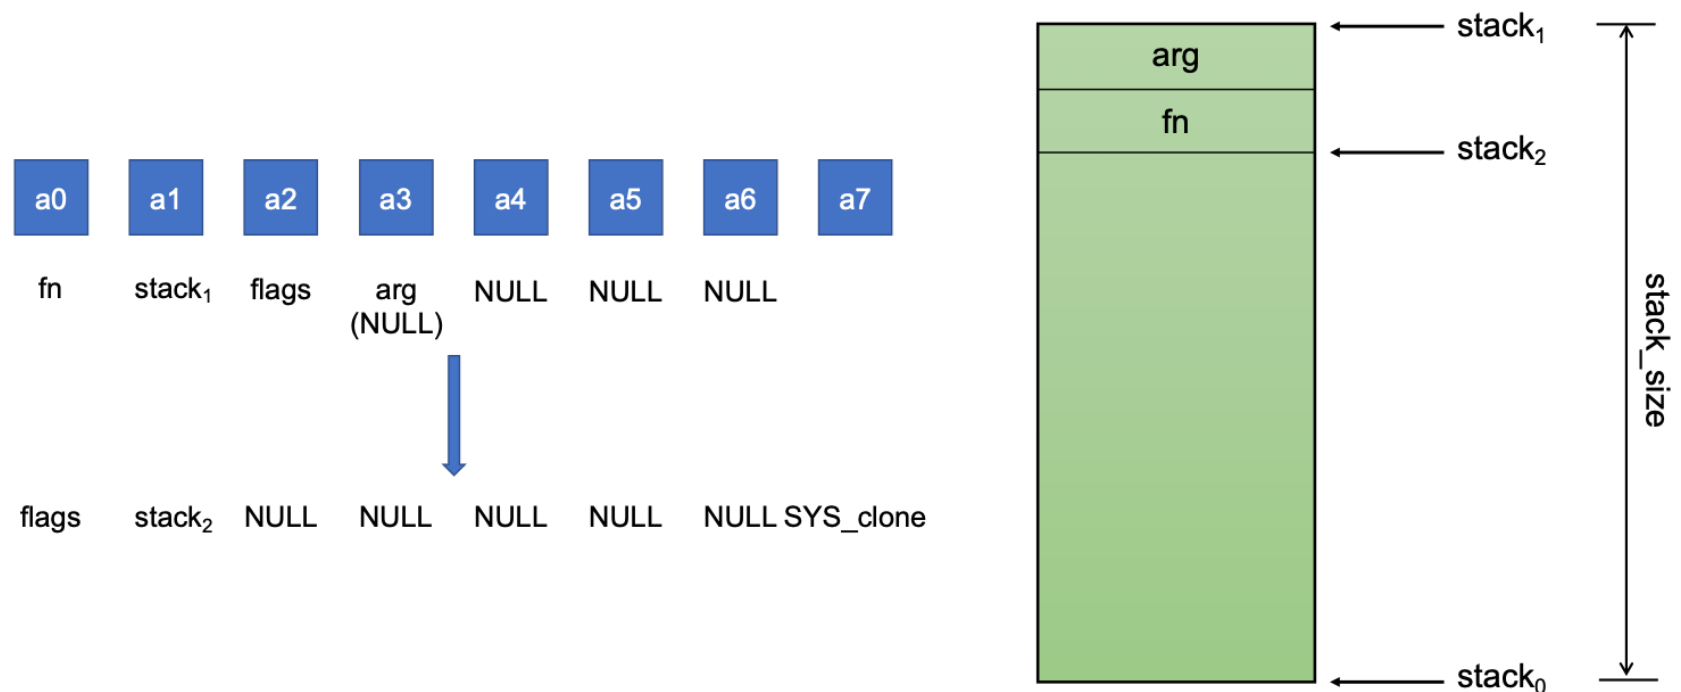 a0 a1 a2 a3 a4 a5 a6 a7
fn stack₁ flags arg NULL NULL NULL
(NULL)
flags stack₂ NULL NULL NULL NULL NULL SYS_clone
arg
fn
stack₁
stack₂
stack₀
stack_size